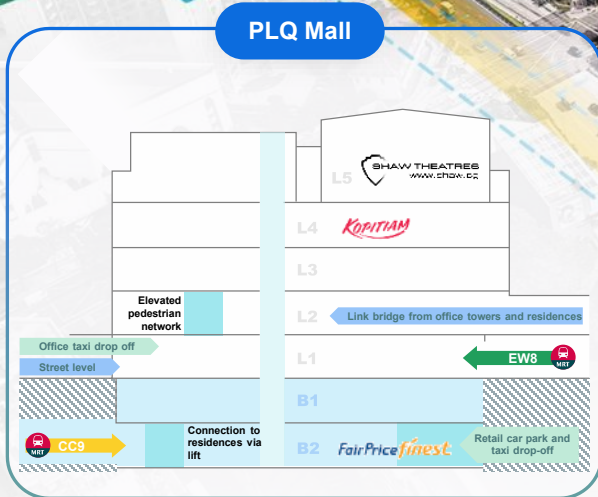 PLQ Mall
SHAW THEATRES
www.shaw.sg
L5
L4
KOPITIAM
L3
Elevated
pedestrian
network
L2
Link bridge from office towers and residences
Office taxi drop off
Street level
L1
EW8
MRT
B1
MRT
CC9
Connection to
residences via
lift
B2
FairPrice finest
Retail car park and
taxi drop-off